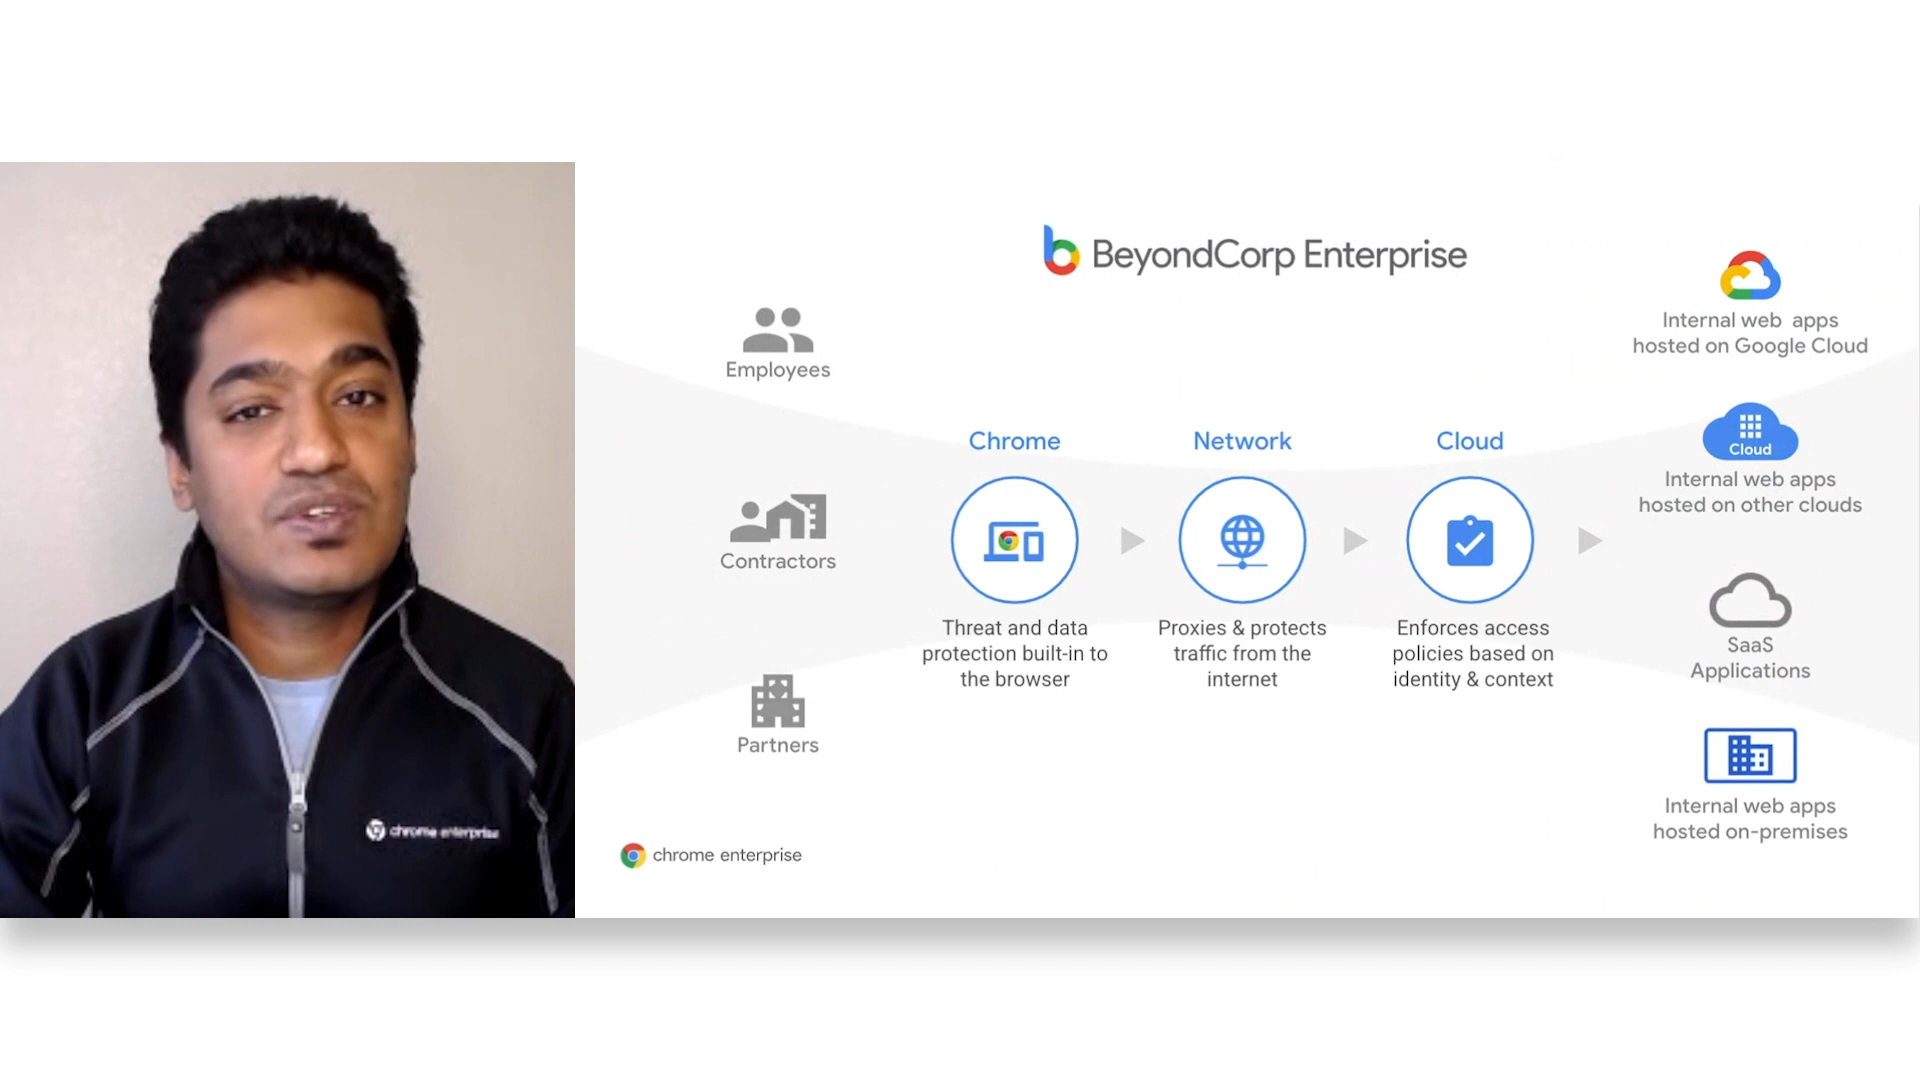 BeyondCorp Enterprise
Employees
Contractors
Partners
Chrome
Threat and data
protection built-in to
the browser
Network
Proxies & protects
traffic from the
internet
Cloud
Enforces access
policies based on
identity & context
Internal web apps
hosted on Google Cloud
Cloud
Internal web apps
hosted on other clouds
SaaS
Applications
Internal web apps
hosted on-premises
chrome enterprise
chrome enterprise